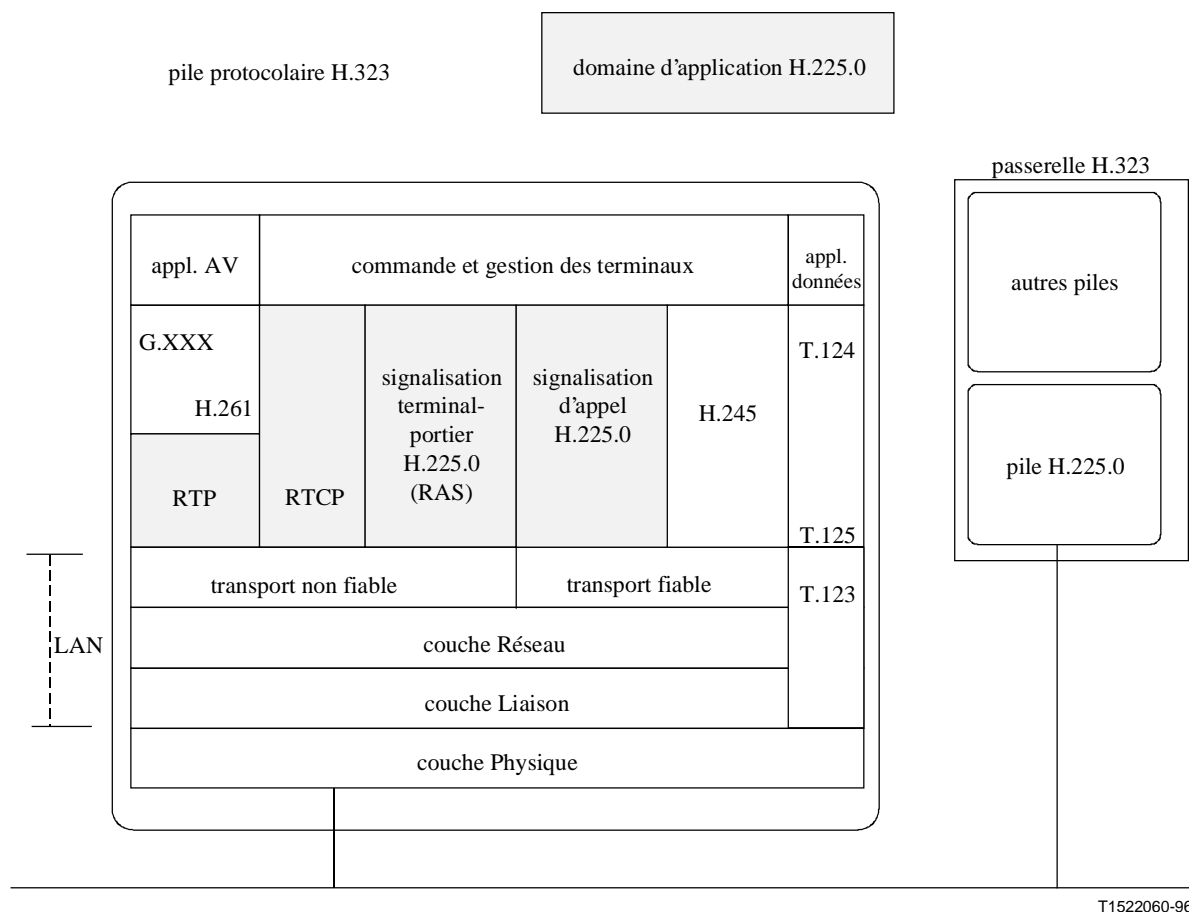 pile protocolaire H.323
domaine d'application H.225.0
passerelle H.323
appl. AV
commande et gestion des terminaux
appl.
données
autres piles
G.XXX
H.261
RTP
RTCP
signalisation
terminal-
portier
H.225.0
(RAS)
signalisation
d'appel
H.225.0
H.245
T.124
T.125
pile H.225.0
transport non fiable
transport fiable
T.123
LAN
couche Réseau
couche Liaison
couche Physique
T1522060-96